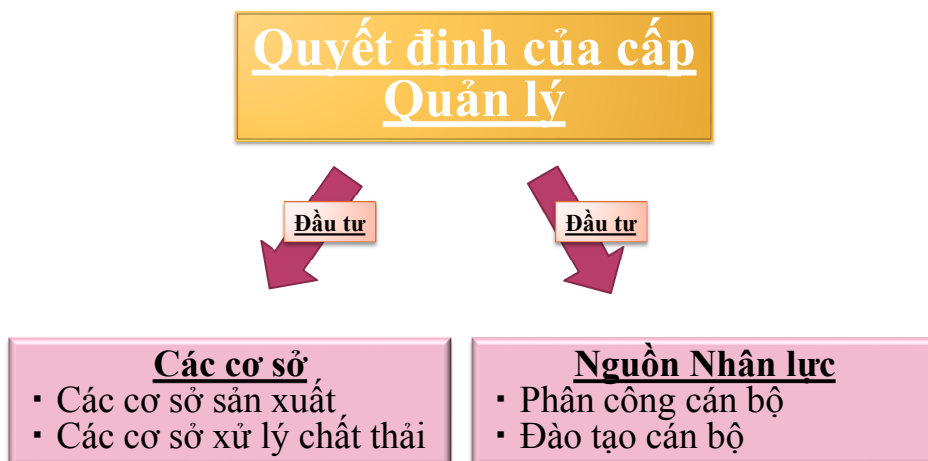 Quyết định của cấp
Quản lý
Đầu tư
Đầu tư
Các cơ sở
▪ Các cơ sở sản xuất
▪ Các cơ sở xử lý chất thải
Nguồn Nhân lực
▪ Phân công cán bộ
▪ Đào tạo cán bộ